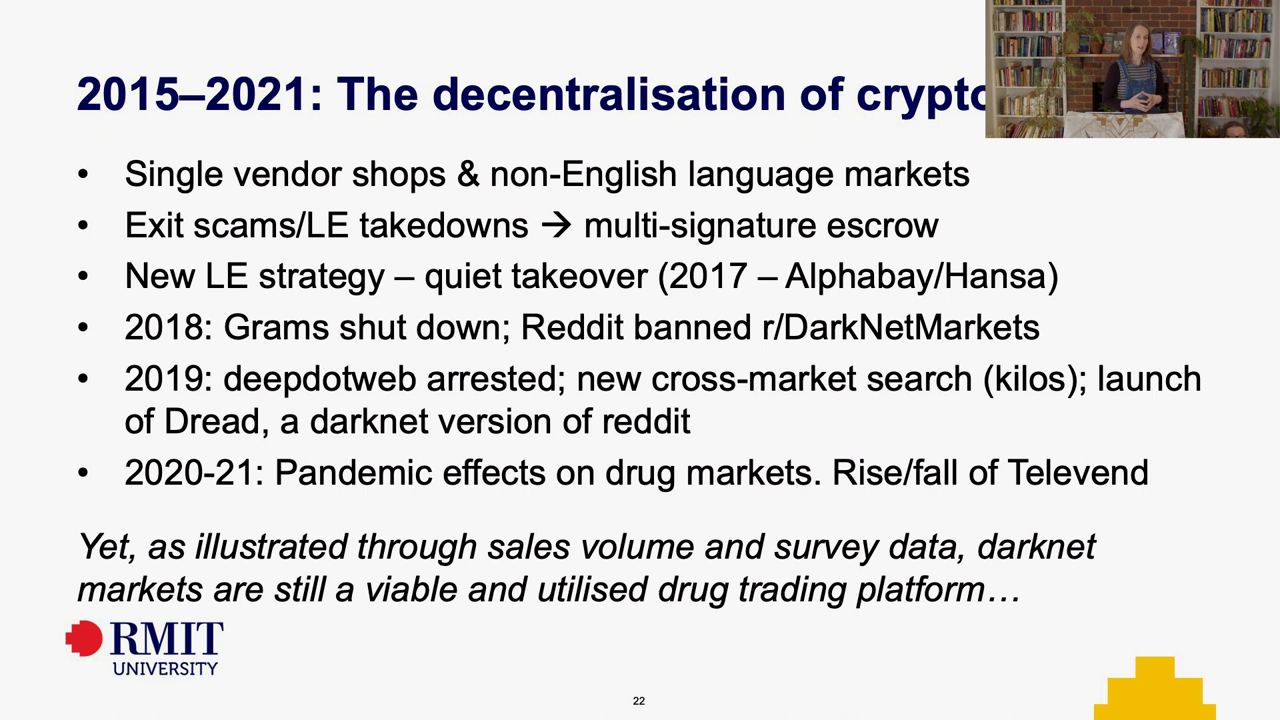 2015–2021: The decentralisation of crypto
• Single vendor shops & non-English language markets
• Exit scams/LE takedowns → multi-signature escrow
• New LE strategy – quiet takeover (2017 – Alphabay/Hansa)
• 2018: Grams shut down; Reddit banned r/DarkNetMarkets
• 2019: deepdotweb arrested; new cross-market search (kilos); launch
of Dread, a darknet version of reddit
• 2020-21: Pandemic effects on drug markets. Rise/fall of Televend
Yet, as illustrated through sales volume and survey data, darknet
markets are still a viable and utilised drug trading platform…
RMIT
UNIVERSITY
22